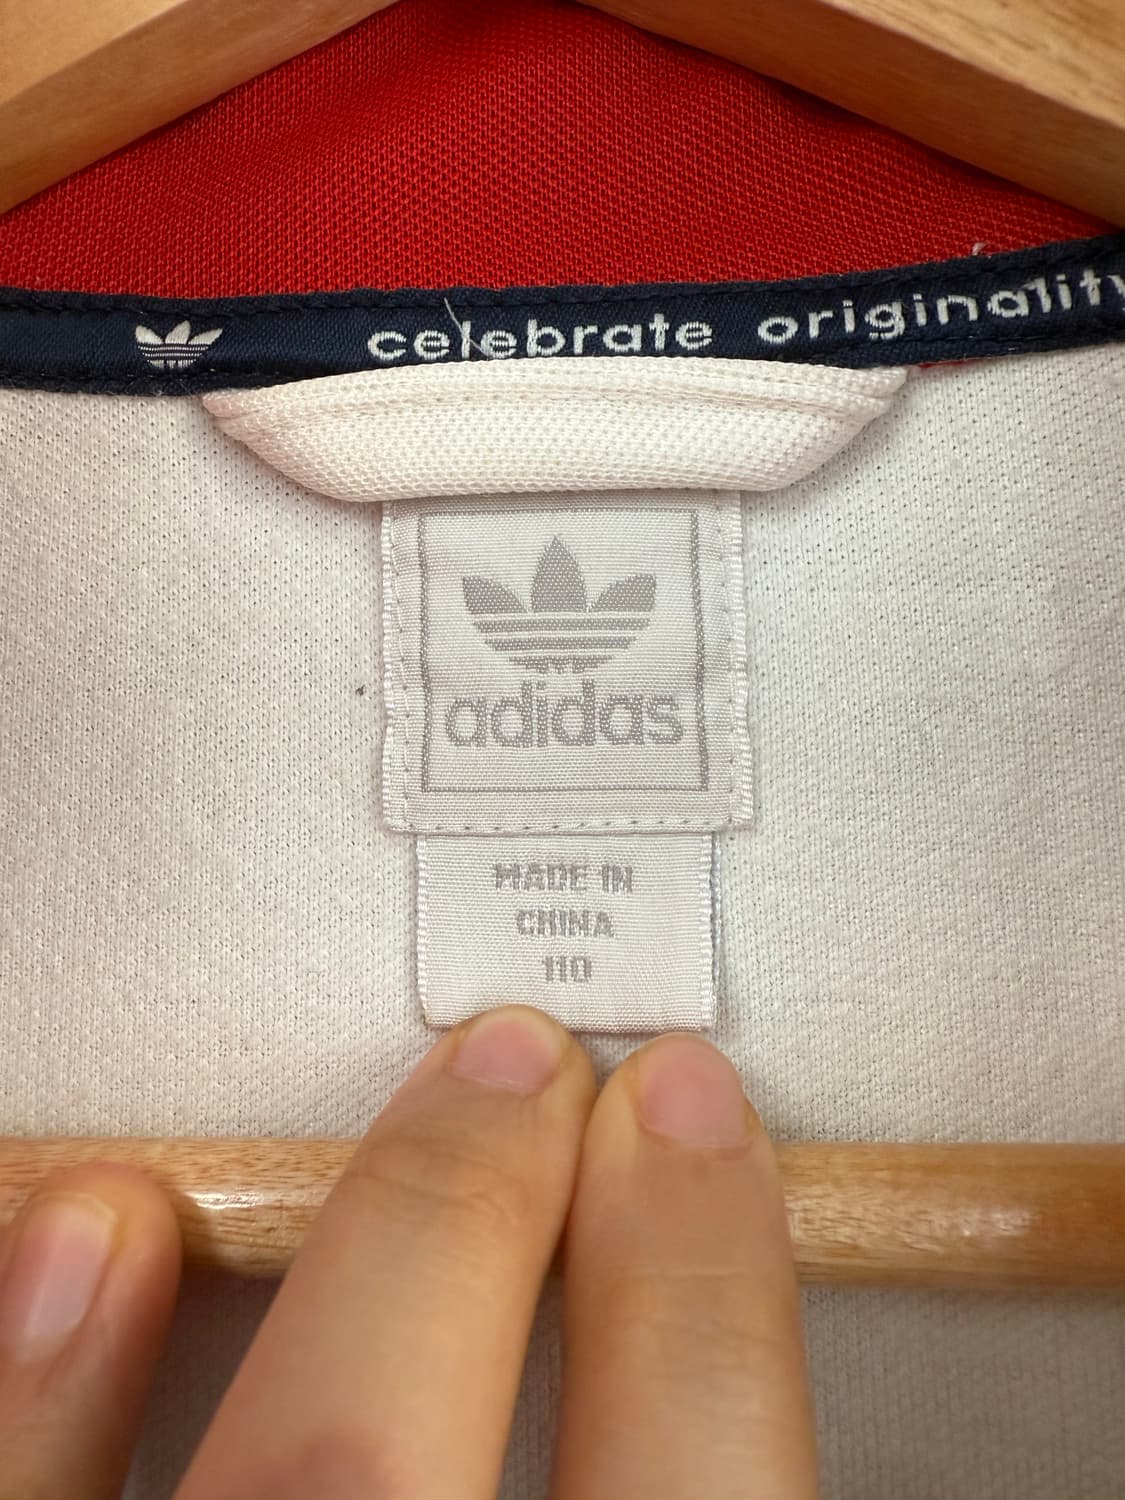 celebrate originality
adidas
MADE IN
CHINA
110